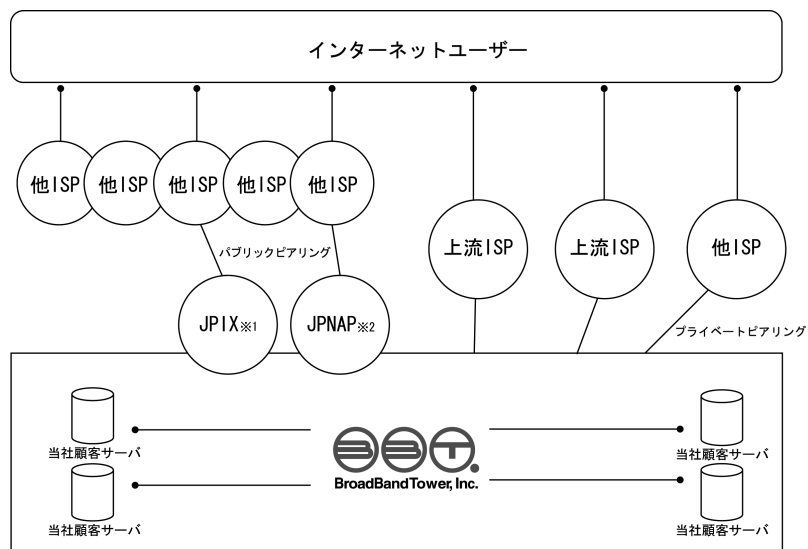 インターネットユーザー
他ISP
他ISP
他ISP
他ISP
他ISP
上流ISP
上流ISP
他ISP
パブリックピアリング
JPIX※1
JPNAP※2
プライベートピアリング
当社顧客サーバ
BBT.
BroadBandTower, Inc.
当社顧客サーバ
当社顧客サーバ
当社顧客サーバ